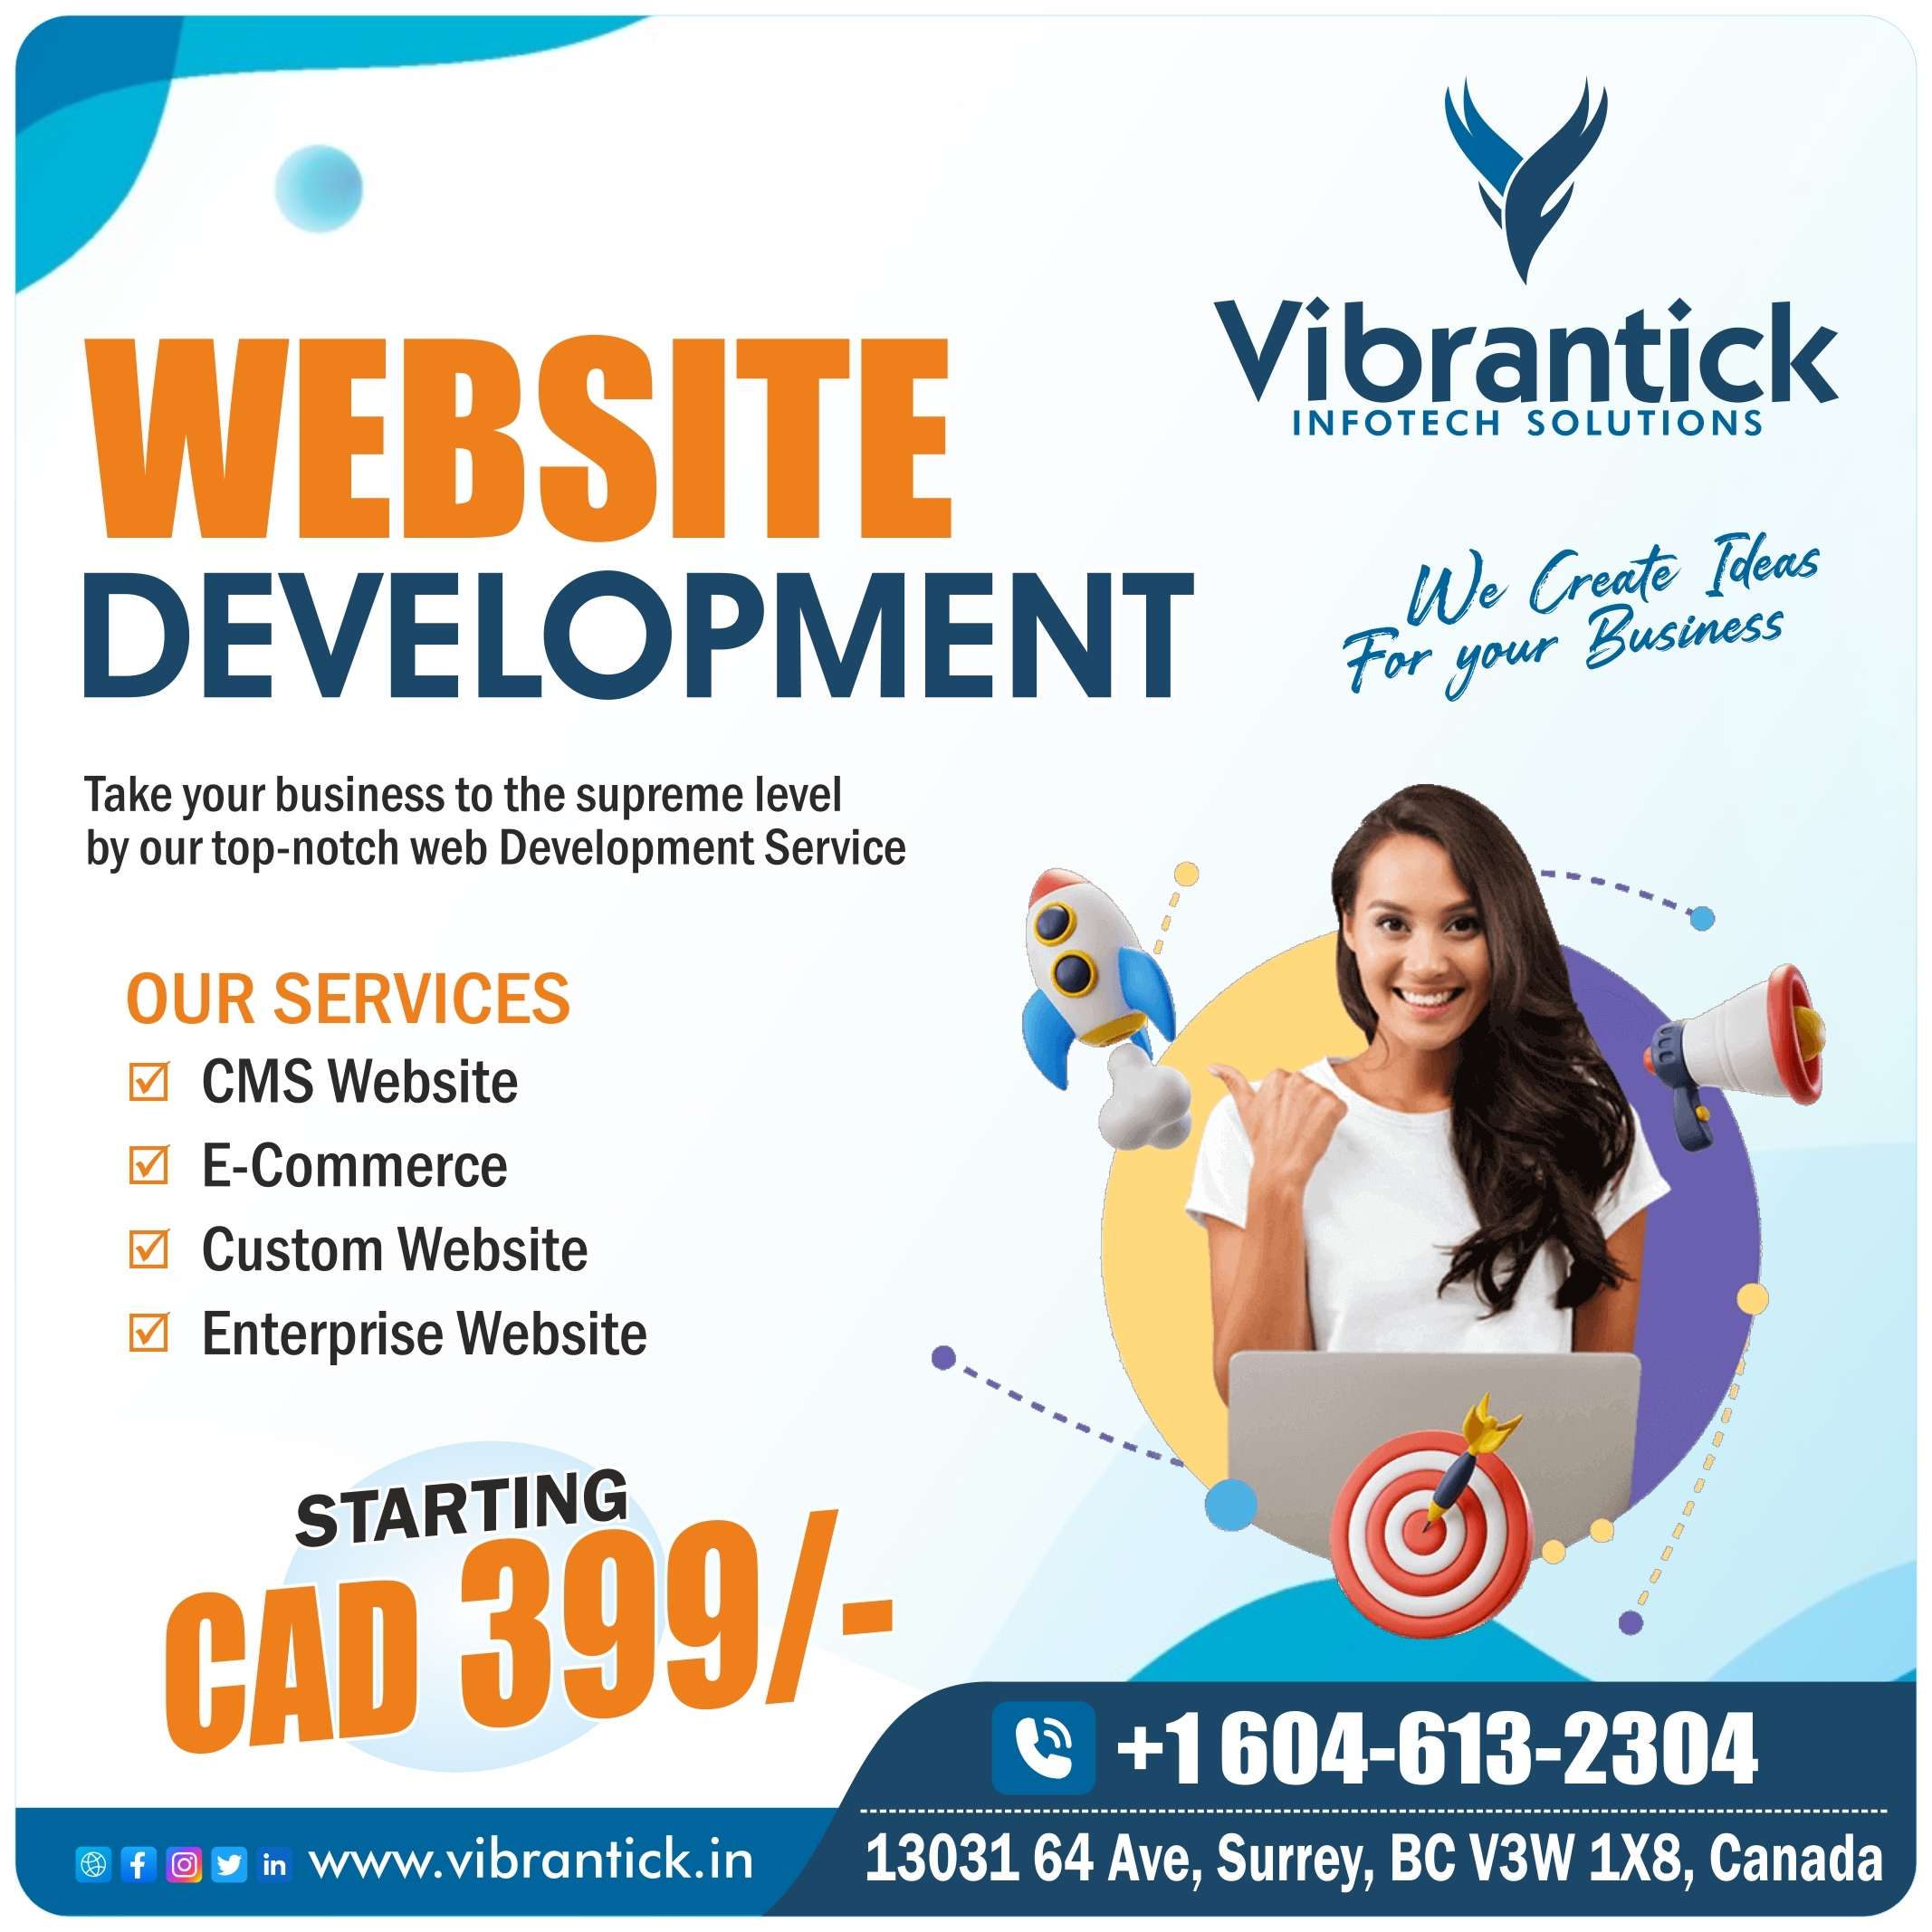 Vibrantick
INFOTECH SOLUTIONS
WEBSITE
DEVELOPMENT
We Create Ideas
For your Business
Take your business to the supreme level
by our top-notch web Development Service
OUR SERVICES
CMS Website
E-Commerce
Custom Website
Enterprise Website
STARTING
CAD 399/-
+1 604-613-2304
www.vibrantick.in
13031 64 Ave, Surrey, BC V3W 1X8, Canada